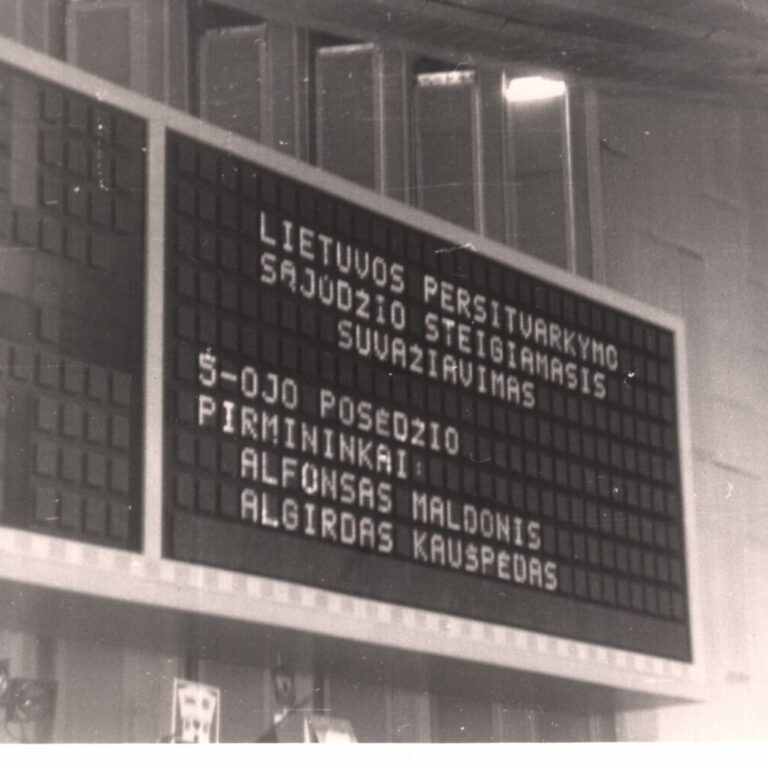 LIETUVOS PERSITVARKYMO
SĄJŪDŽIO STEIGIAMASIS
SUVAŽIAVIMAS
5-OJO POSĖDŽIO
PIRMININKAI:
ALFONSAS MALDONIS
ALGIRDAS KAUŠPĖDAS